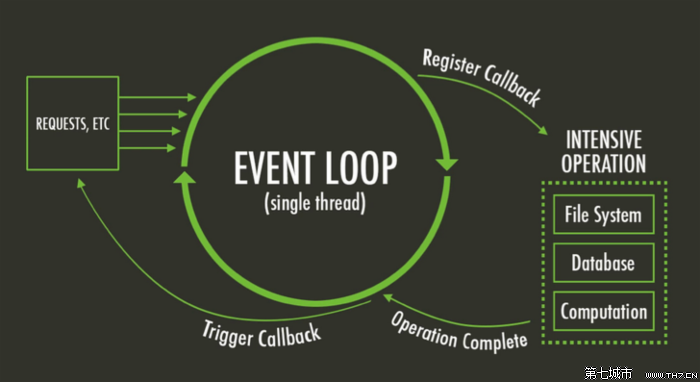 REQUESTS, ETC
EVENT LOOP
(single thread)
Register Callback
INTENSIVE
OPERATION
File System
Database
Computation
Operation Complete
Trigger Callback
第七城市 WWW.TH7.CN